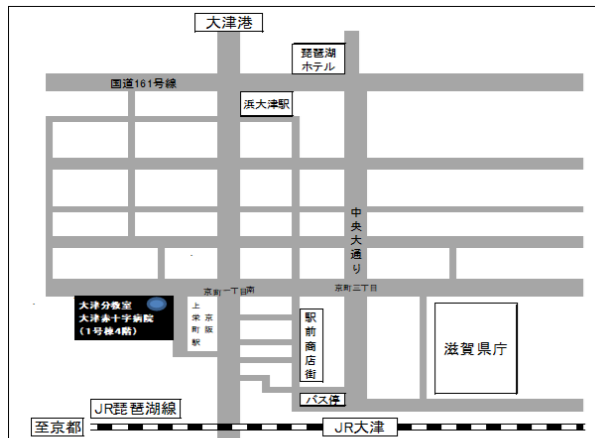 大津港
琵琶湖
ホテル
国道161号線
浜大津駅
中央大通り
京町一丁目南
京町三丁目
大津分教室
大津赤十字病院
(1号棟4階)
京阪
上栄町駅
駅前商店街
滋賀県庁
バス停
JR琵琶湖線
至京都
JR大津